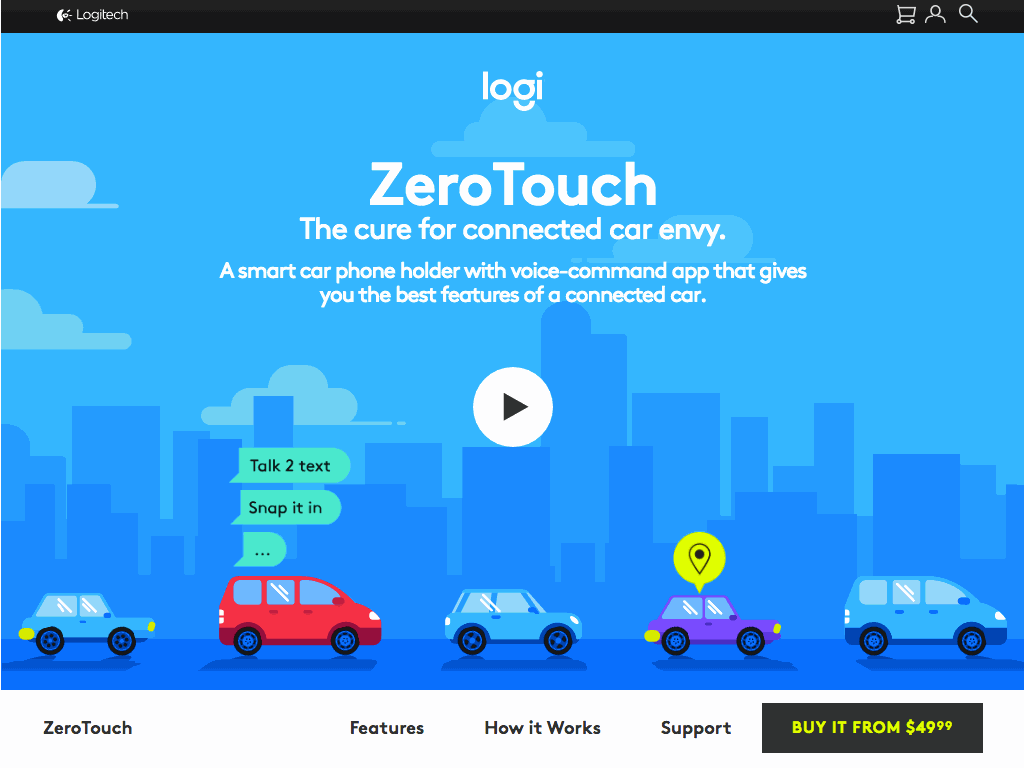 Logitech
logi
ZeroTouch
The cure for connected car envy.
A smart car phone holder with voice-command app that gives
you the best features of a connected car.
Talk 2 text
Snap it in
...
ZeroTouch
Features
How it Works
Support
BUY IT FROM $49⁹⁹